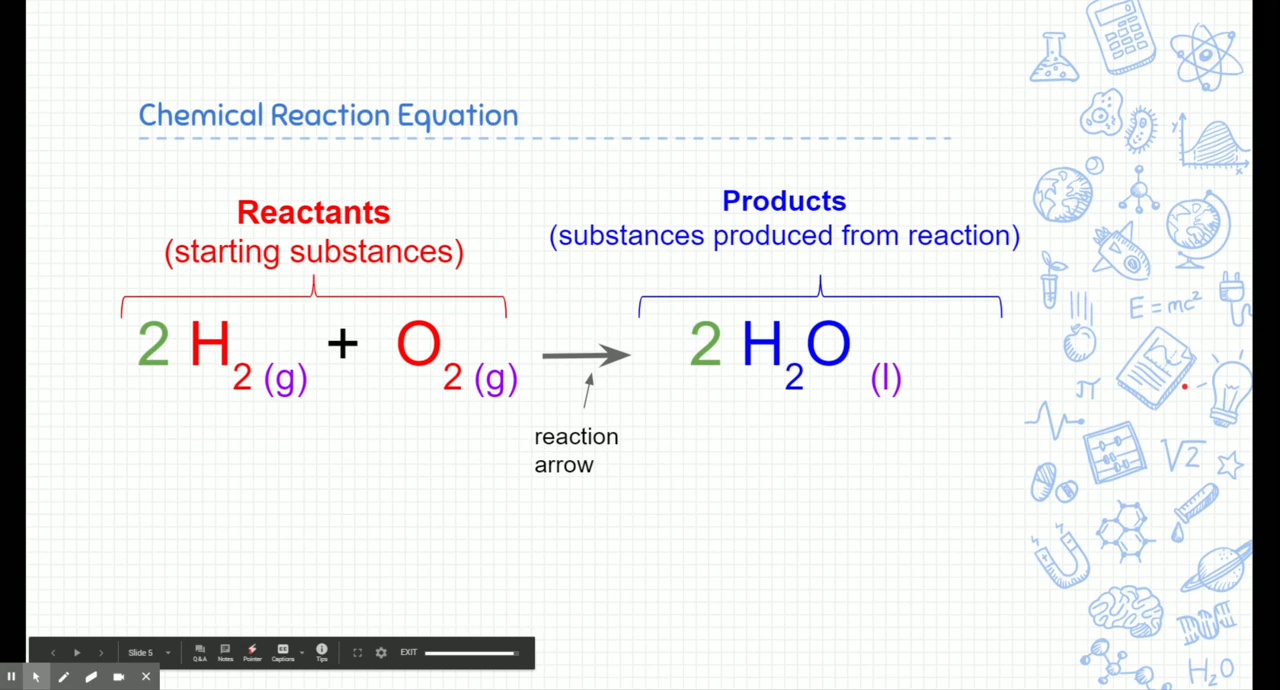 Chemical Reaction Equation
Reactants
(starting substances)
Products
(substances produced from reaction)
2 H2 (g) + O2 (g) → 2 H2O (l)
reaction
arrow
y
x
E = mc²
π
√2
H₂O
Slide 5
Q&A
Notes
Pointer
CC
Captions
Tips
EXIT